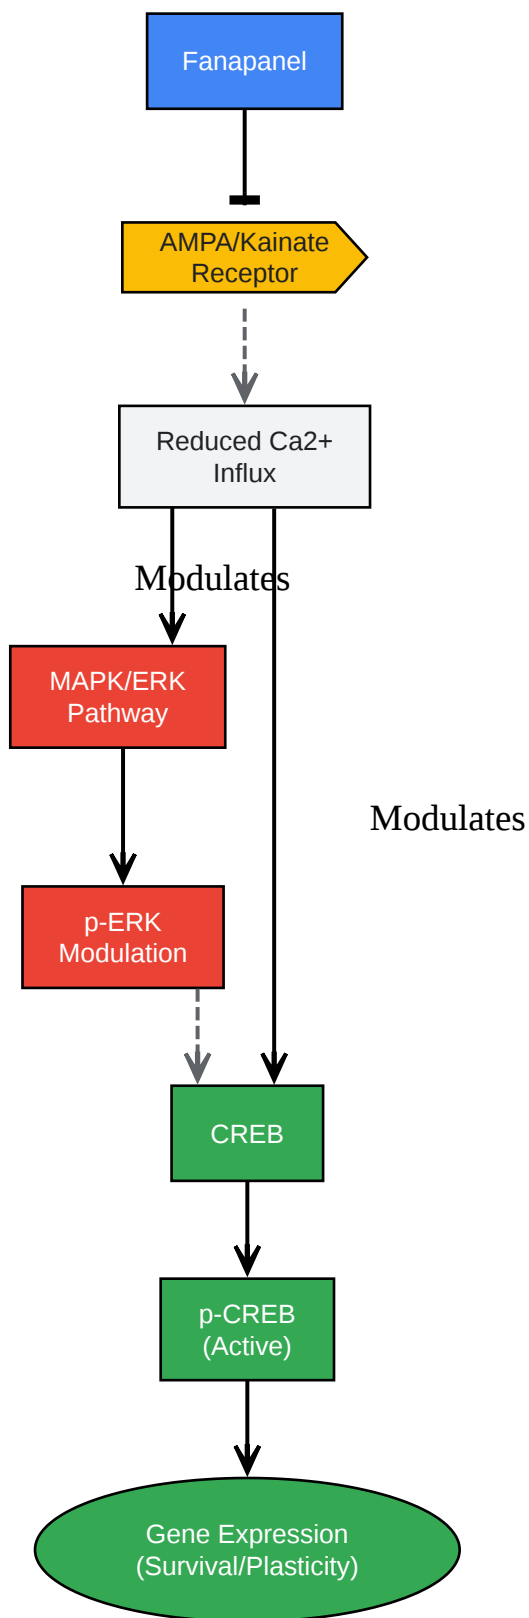 Fanapanel
AMPA/Kainate
Receptor
Reduced Ca2+
Influx
Modulates
MAPK/ERK
Pathway
Modulates
p-ERK
Modulation
CREB
p-CREB
(Active)
Gene Expression
(Survival/Plasticity)